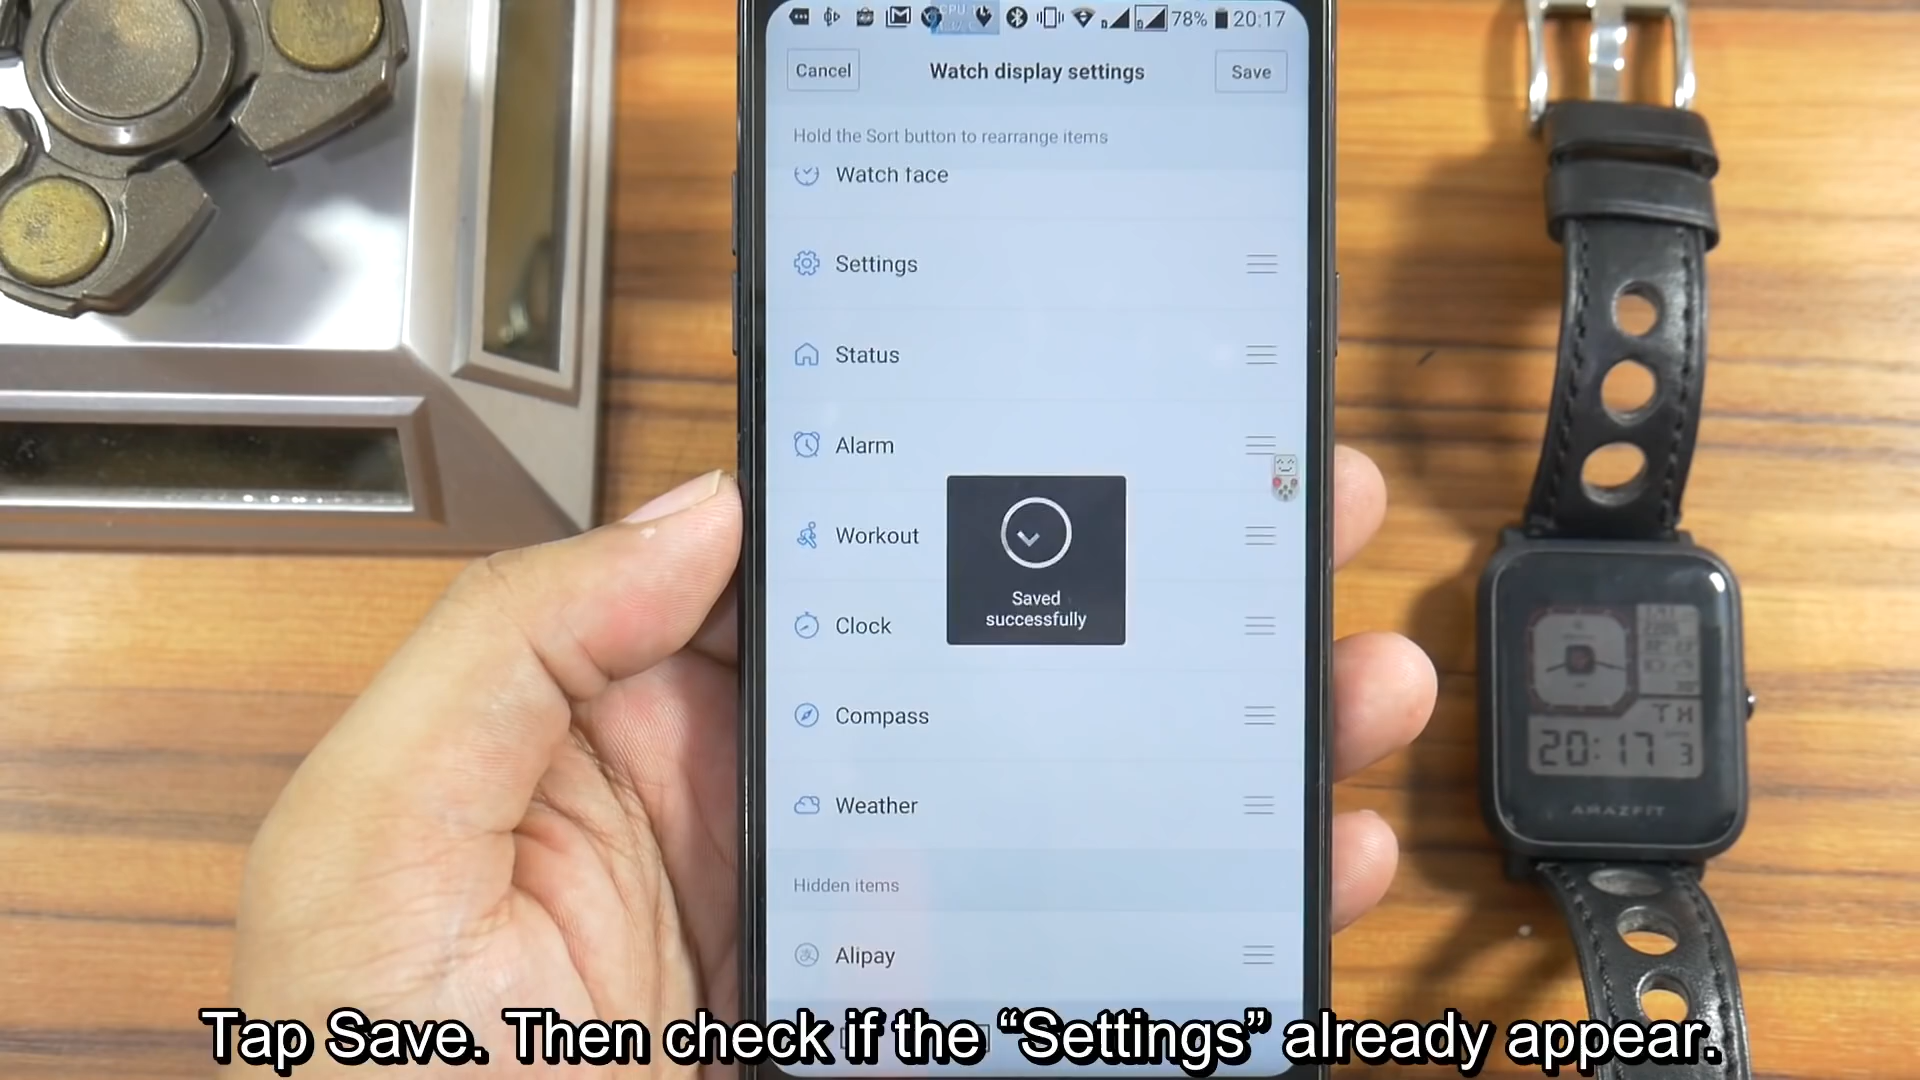 78% 20:17
Cancel
Watch display settings
Save
Hold the Sort button to rearrange items
Watch face
Settings
Status
Alarm
Workout
Saved
successfully
Clock
Compass
Weather
Hidden items
Alipay
TH
20:17 3
AMAZFIT
Tap Save. Then check if the “Settings” already appear.